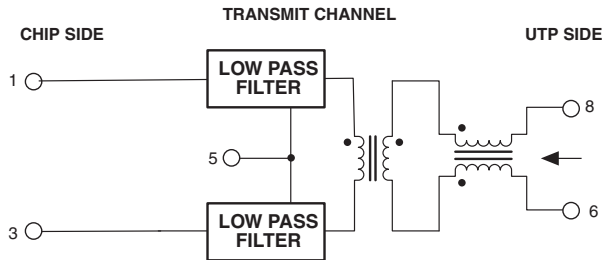 TRANSMIT CHANNEL
CHIP SIDE
UTP SIDE
LOW PASS
FILTER
1
8
5
3
LOW PASS
FILTER
6